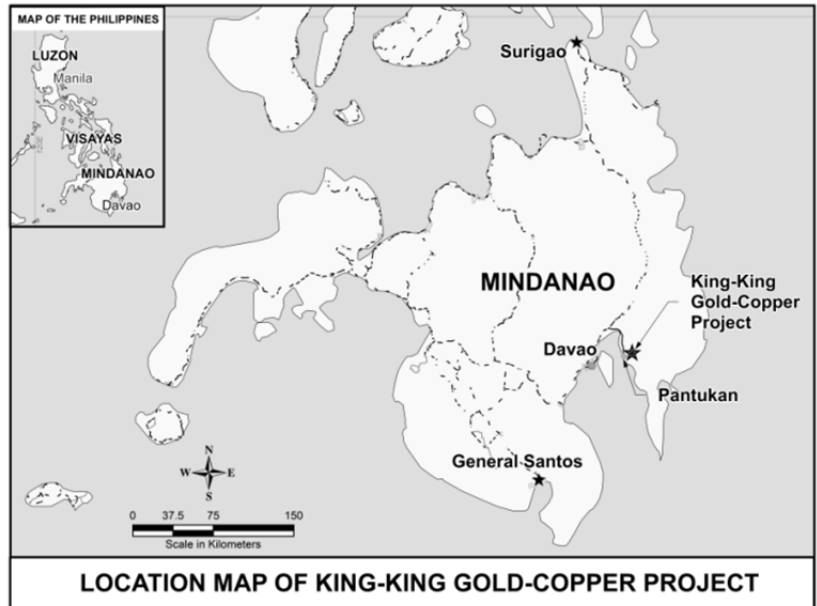 MAP OF THE PHILIPPINES
LUZON
Manila
VISAYAS
MINDANAO
Davao
Surigao
MINDANAO
King-King
Gold-Copper
Project
Davao
Pantukan
General Santos
N
W E
S
0 37.5 75 150
Scale in Kilometers
LOCATION MAP OF KING-KING GOLD-COPPER PROJECT